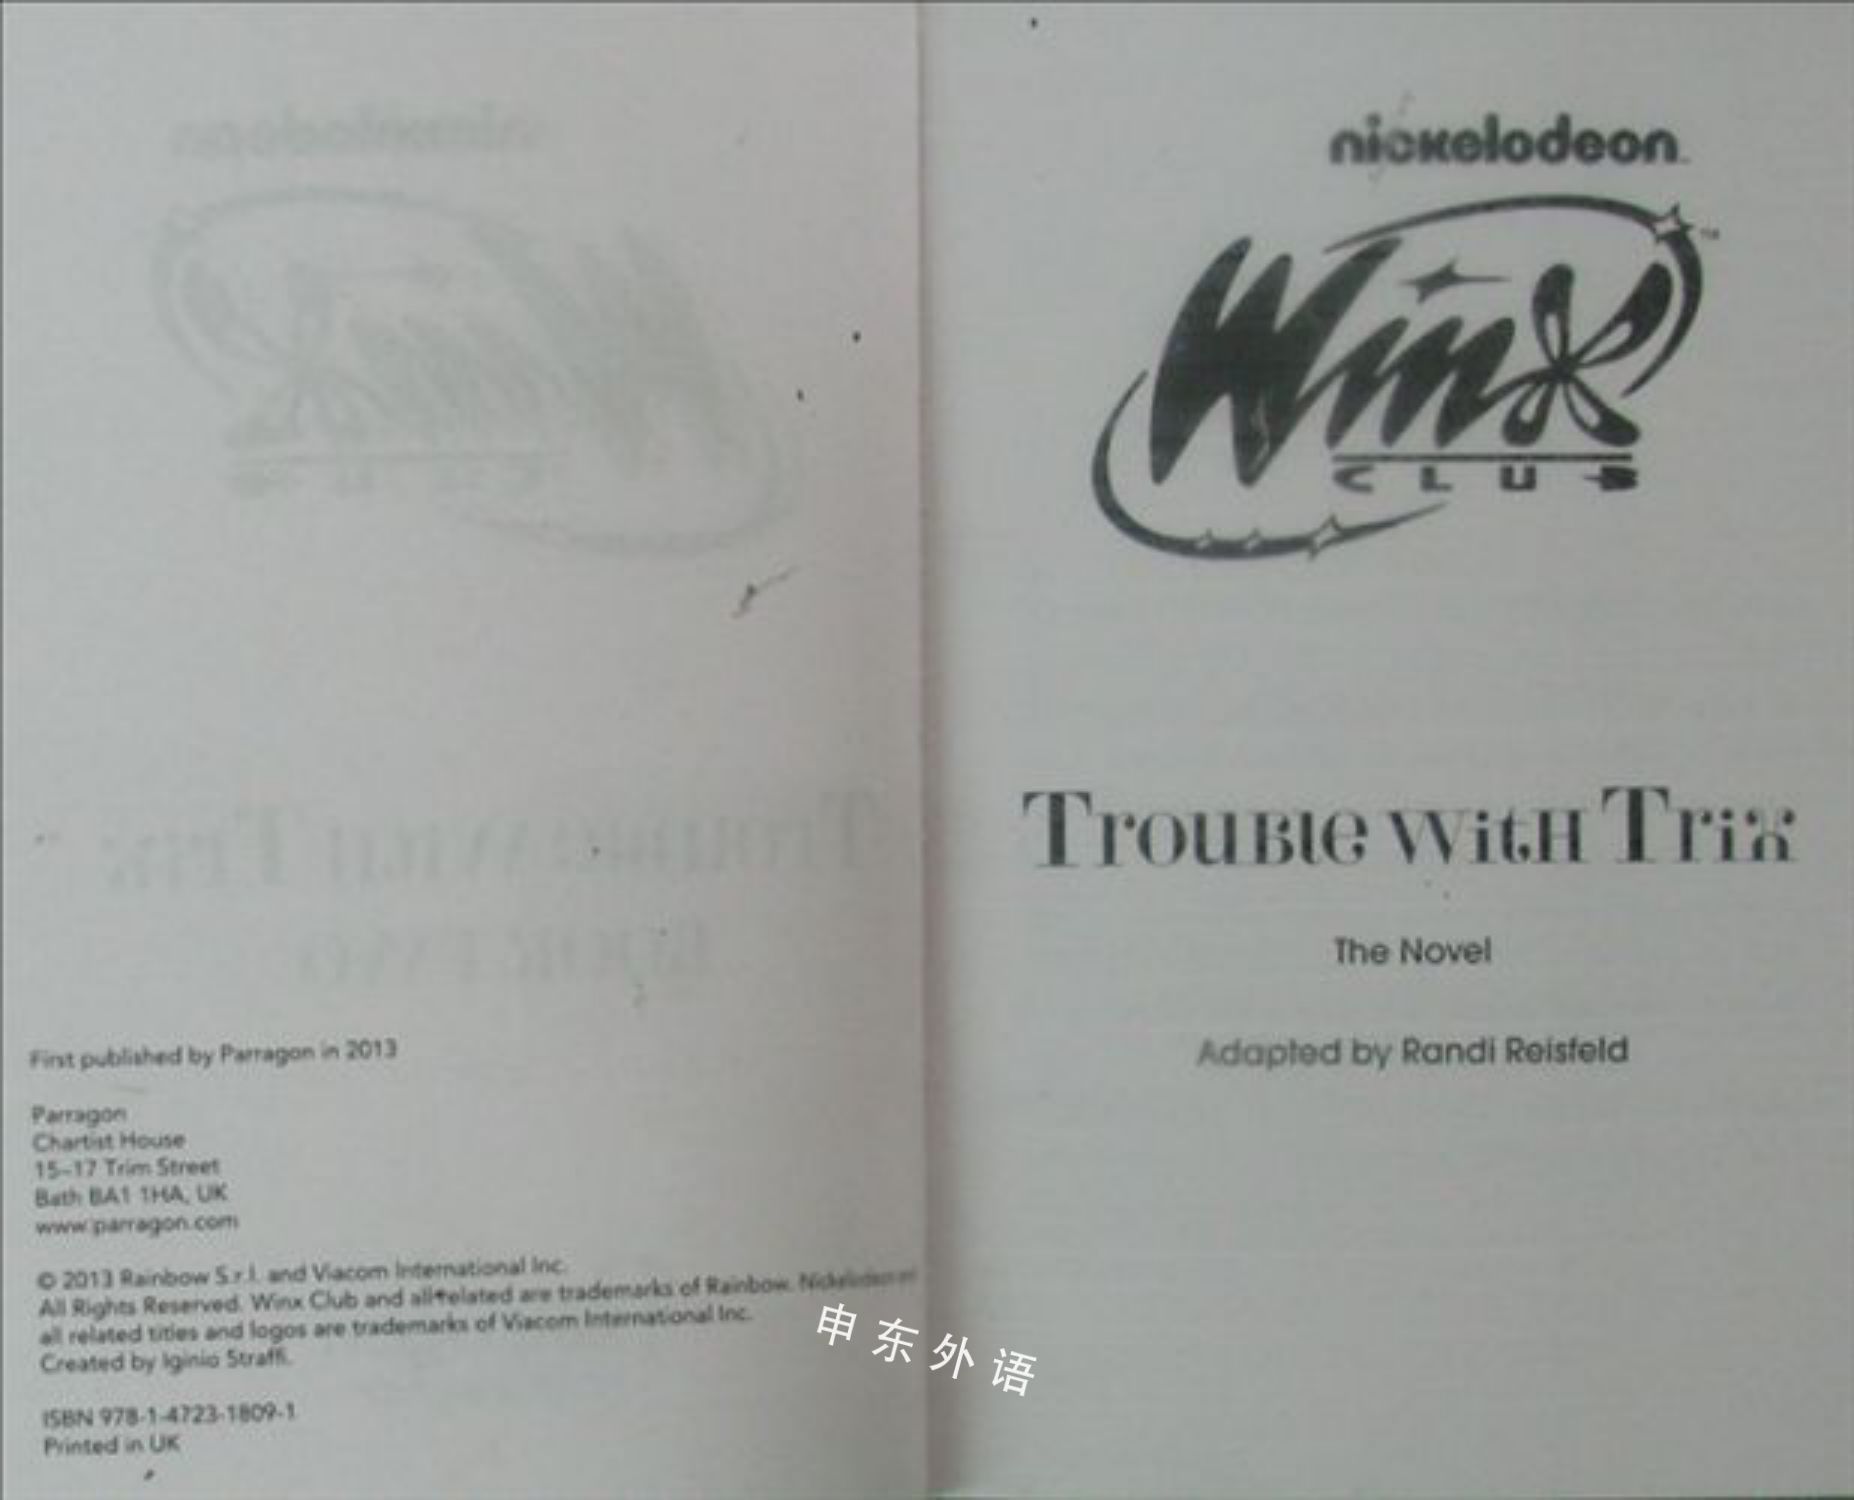 First published by Parragon in 2013
Parragon
Chartist House
15–17 Trim Street
Bath BA1 1HA, UK
www.parragon.com
© 2013 Rainbow S.r.l. and Viacom International Inc.
All Rights Reserved. Winx Club and all related are trademarks of Rainbow. Nickelodeon
all related titles and logos are trademarks of Viacom International Inc.
Created by Iginio Straffi.
ISBN 978-1-4723-1809-1
Printed in UK
nickelodeon
Winx
CLUB
TM
Trouble with Trix
The Novel
Adapted by Randi Reisfeld
申东外语